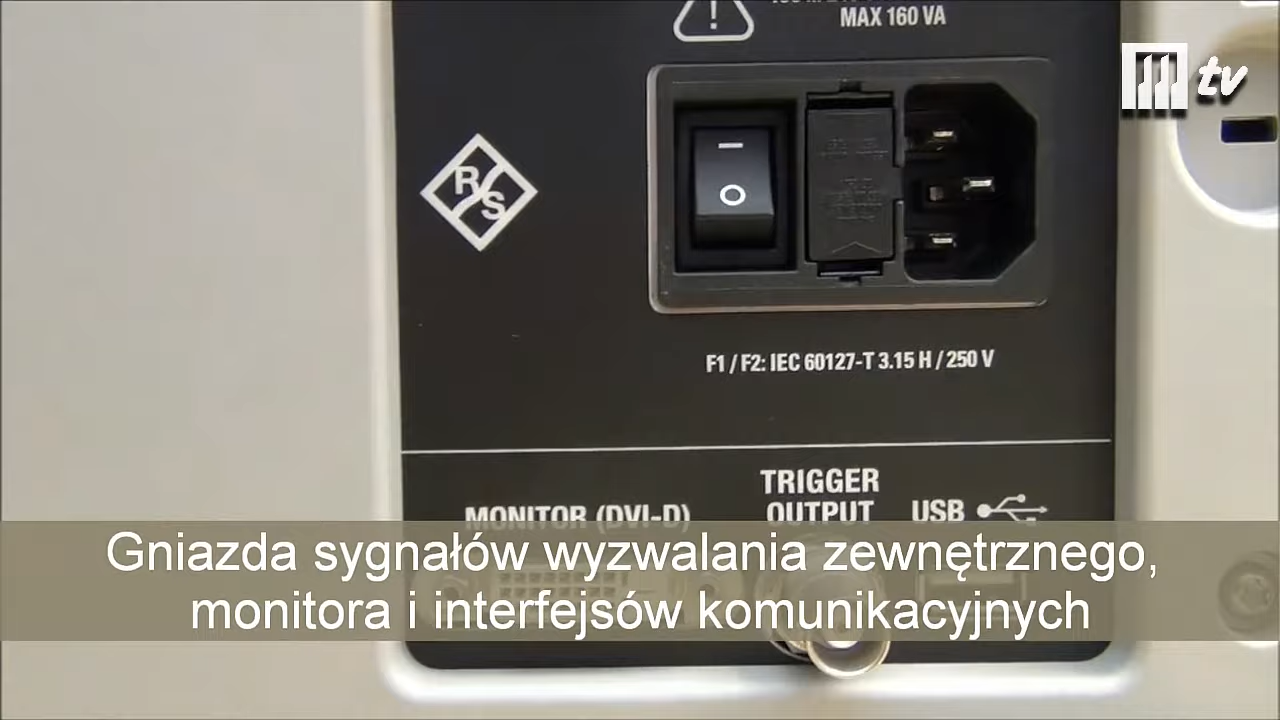 MAX 160 VA
tv
R S
F1 / F2: IEC 60127-T 3.15 H / 250 V
TRIGGER
OUTPUT
MONITOR (DVI-D)
USB
Gniazda sygnałów wyzwalania zewnętrznego,
monitora i interfejsów komunikacyjnych